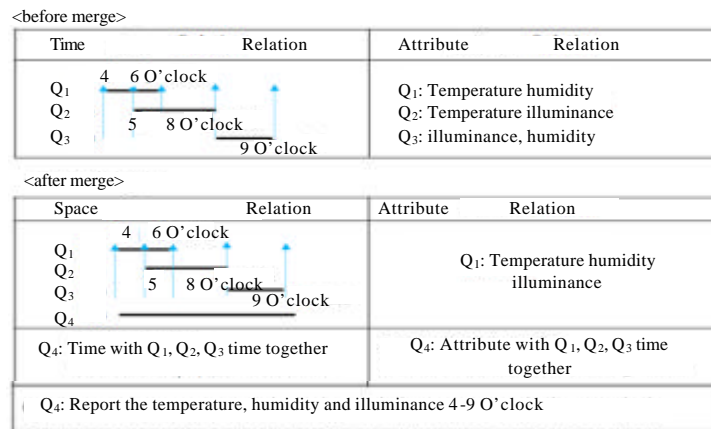 <before merge>
Time Relation Attribute Relation
4 6 O'clock
Q1
Q2
Q3
5 8 O'clock
9 O'clock
Q1: Temperature humidity
Q2: Temperature illuminance
Q3: illuminance, humidity
<after merge>
Space Relation Attribute Relation
4 6 O'clock
Q1
Q2
Q3
Q4
5 8 O'clock
9 O'clock
Q1: Temperature humidity
illuminance
Q4: Time with Q1, Q2, Q3 time together
Q4: Attribute with Q1, Q2, Q3 time
together
Q4: Report the temperature, humidity and illuminance 4-9 O'clock